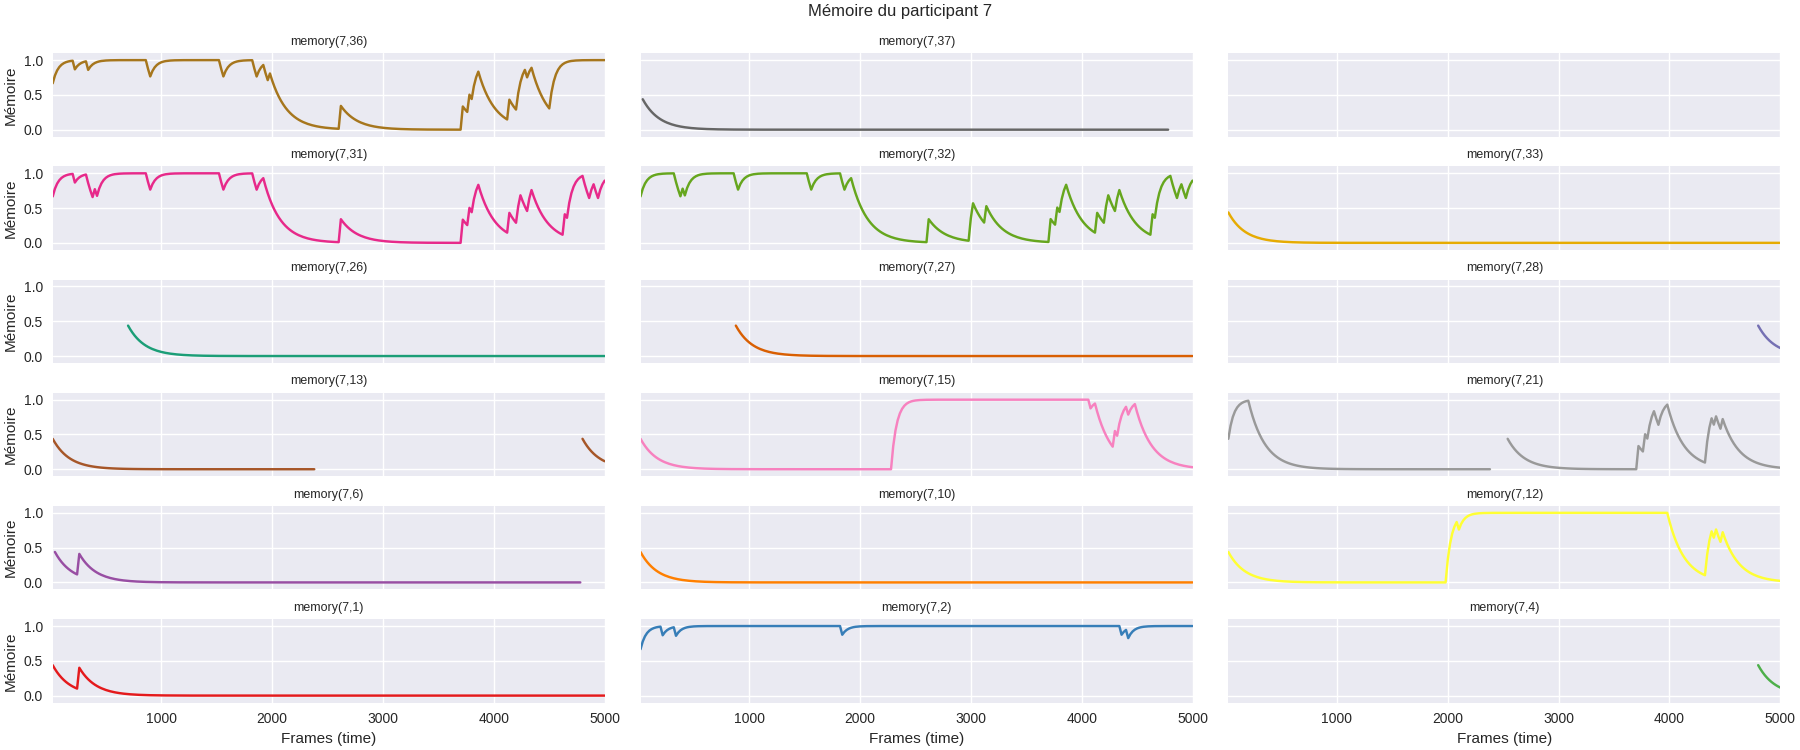 Mémoire du participant 7
memory(7,36)
memory(7,37)
Mémoire
1.0
0.5
0.0
memory(7,31)
memory(7,32)
memory(7,33)
Mémoire
1.0
0.5
0.0
memory(7,26)
memory(7,27)
memory(7,28)
Mémoire
1.0
0.5
0.0
memory(7,13)
memory(7,15)
memory(7,21)
Mémoire
1.0
0.5
0.0
memory(7,6)
memory(7,10)
memory(7,12)
Mémoire
1.0
0.5
0.0
memory(7,1)
memory(7,2)
memory(7,4)
Mémoire
1.0
0.5
0.0
1000 2000 3000 4000 5000
1000 2000 3000 4000 5000
1000 2000 3000 4000 5000
Frames (time)
Frames (time)
Frames (time)